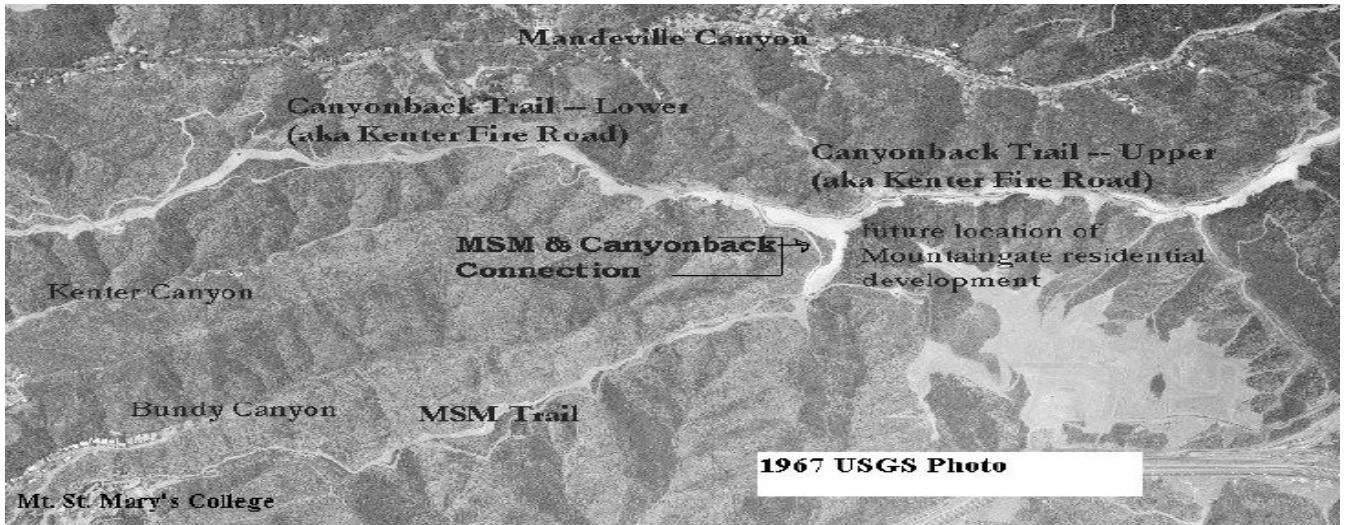 Mandeville Canyon
Canyonback Trail -- Lower
(aka Kenter Fire Road)
Canyonback Trail -- Upper
(aka Kenter Fire Road)
MSM & Canyonback
Connection
future location of
Mountaingate residential
development
Kenter Canyon
Bundy Canyon
MSM Trail
1967 USGS Photo
Mt. St. Mary's College